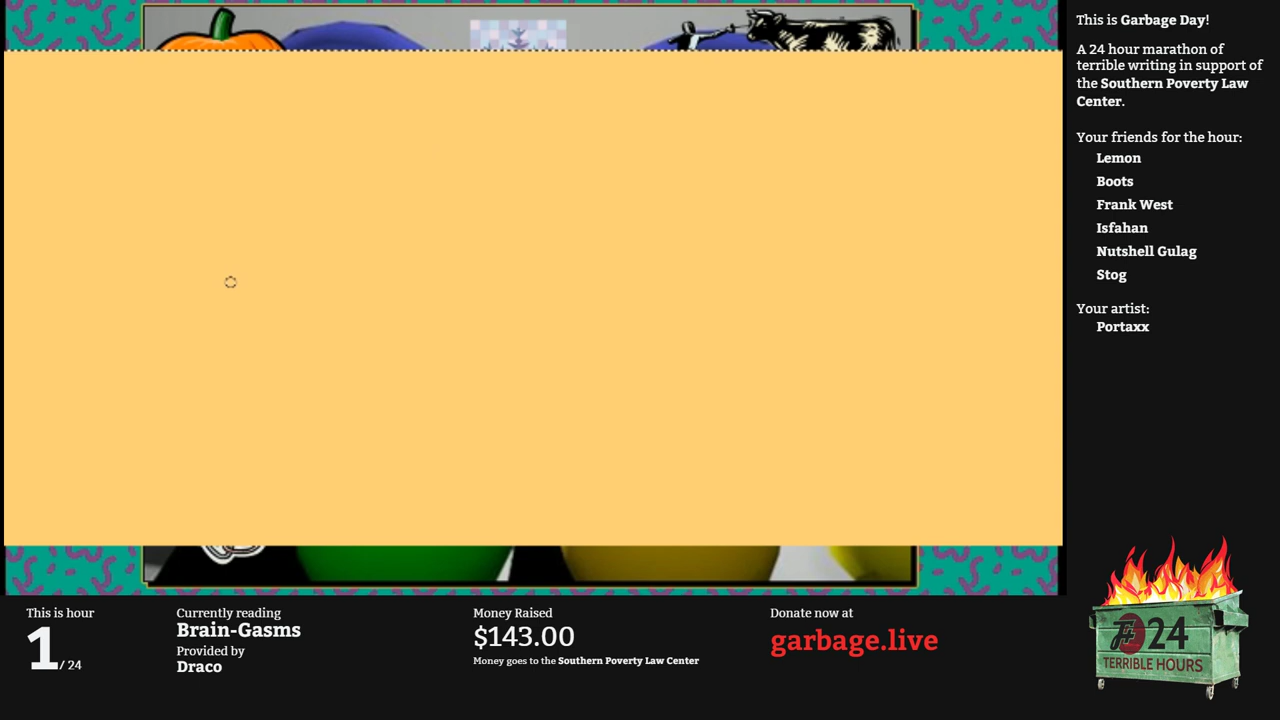 This is Garbage Day!
A 24 hour marathon of
terrible writing in support of
the Southern Poverty Law
Center.
Your friends for the hour:
Lemon
Boots
Frank West
Isfahan
Nutshell Gulag
Stog
Your artist:
Portaxx
This is hour
1/ 24
Currently reading
Brain-Gasms
Provided by
Draco
Money Raised
$143.00
Money goes to the Southern Poverty Law Center
Donate now at
garbage.live
24
TERRIBLE HOURS